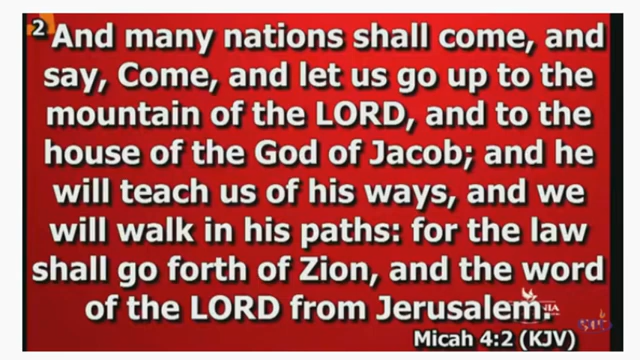 2 And many nations shall come, and
say, Come, and let us go up to the
mountain of the LORD, and to the
house of the God of Jacob; and he
will teach us of his ways, and we
will walk in his paths: for the law
shall go forth of Zion, and the word
of the LORD from Jerusalem.
Micah 4:2 (KJV)